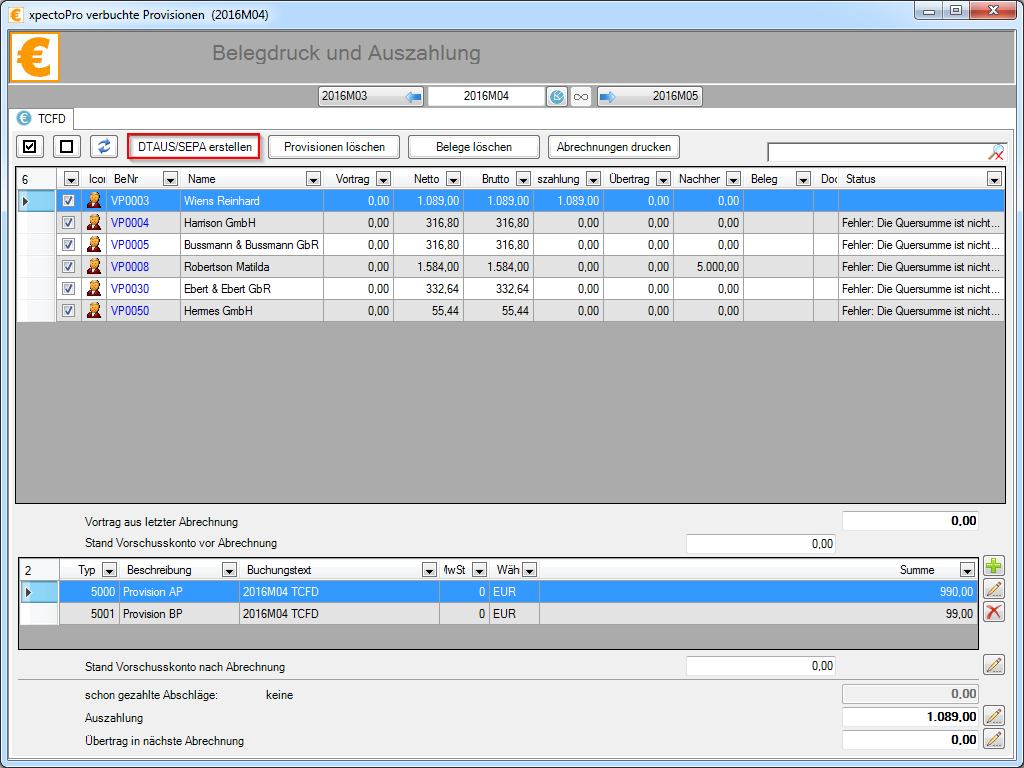 xpectoPro verbuchte Provisionen (2016M04)
Belegdruck und Auszahlung
2016M03 2016M04 2016M05
TCFD
DTAUS/SEPA erstellen Provisionen löschen Belege löschen Abrechnungen drucken
6 Icor BeNr Name Vortrag Netto Brutto szahlung Übertrag Nachher Beleg Doc Status
VP0003 Wiens Reinhard 0,00 1.089,00 1.089,00 1.089,00 0,00 0,00
VP0004 Harrison GmbH 0,00 316,80 316,80 0,00 0,00 0,00 Fehler: Die Quersumme ist nicht...
VP0005 Bussmann & Bussmann GbR 0,00 316,80 316,80 0,00 0,00 0,00 Fehler: Die Quersumme ist nicht...
VP0008 Robertson Matilda 0,00 1.584,00 1.584,00 0,00 0,00 5.000,00 Fehler: Die Quersumme ist nicht...
VP0030 Ebert & Ebert GbR 0,00 332,64 332,64 0,00 0,00 0,00 Fehler: Die Quersumme ist nicht...
VP0050 Hermes GmbH 0,00 55,44 55,44 0,00 0,00 0,00 Fehler: Die Quersumme ist nicht...
Vortrag aus letzter Abrechnung 0,00
Stand Vorschusskonto vor Abrechnung 0,00
2 Typ Beschreibung Buchungstext MwSt Wäh Summe
5000 Provision AP 2016M04 TCFD 0 EUR 990,00
5001 Provision BP 2016M04 TCFD 0 EUR 99,00
Stand Vorschusskonto nach Abrechnung 0,00
schon gezahlte Abschläge: keine 0,00
Auszahlung 1.089,00
Übertrag in nächste Abrechnung 0,00